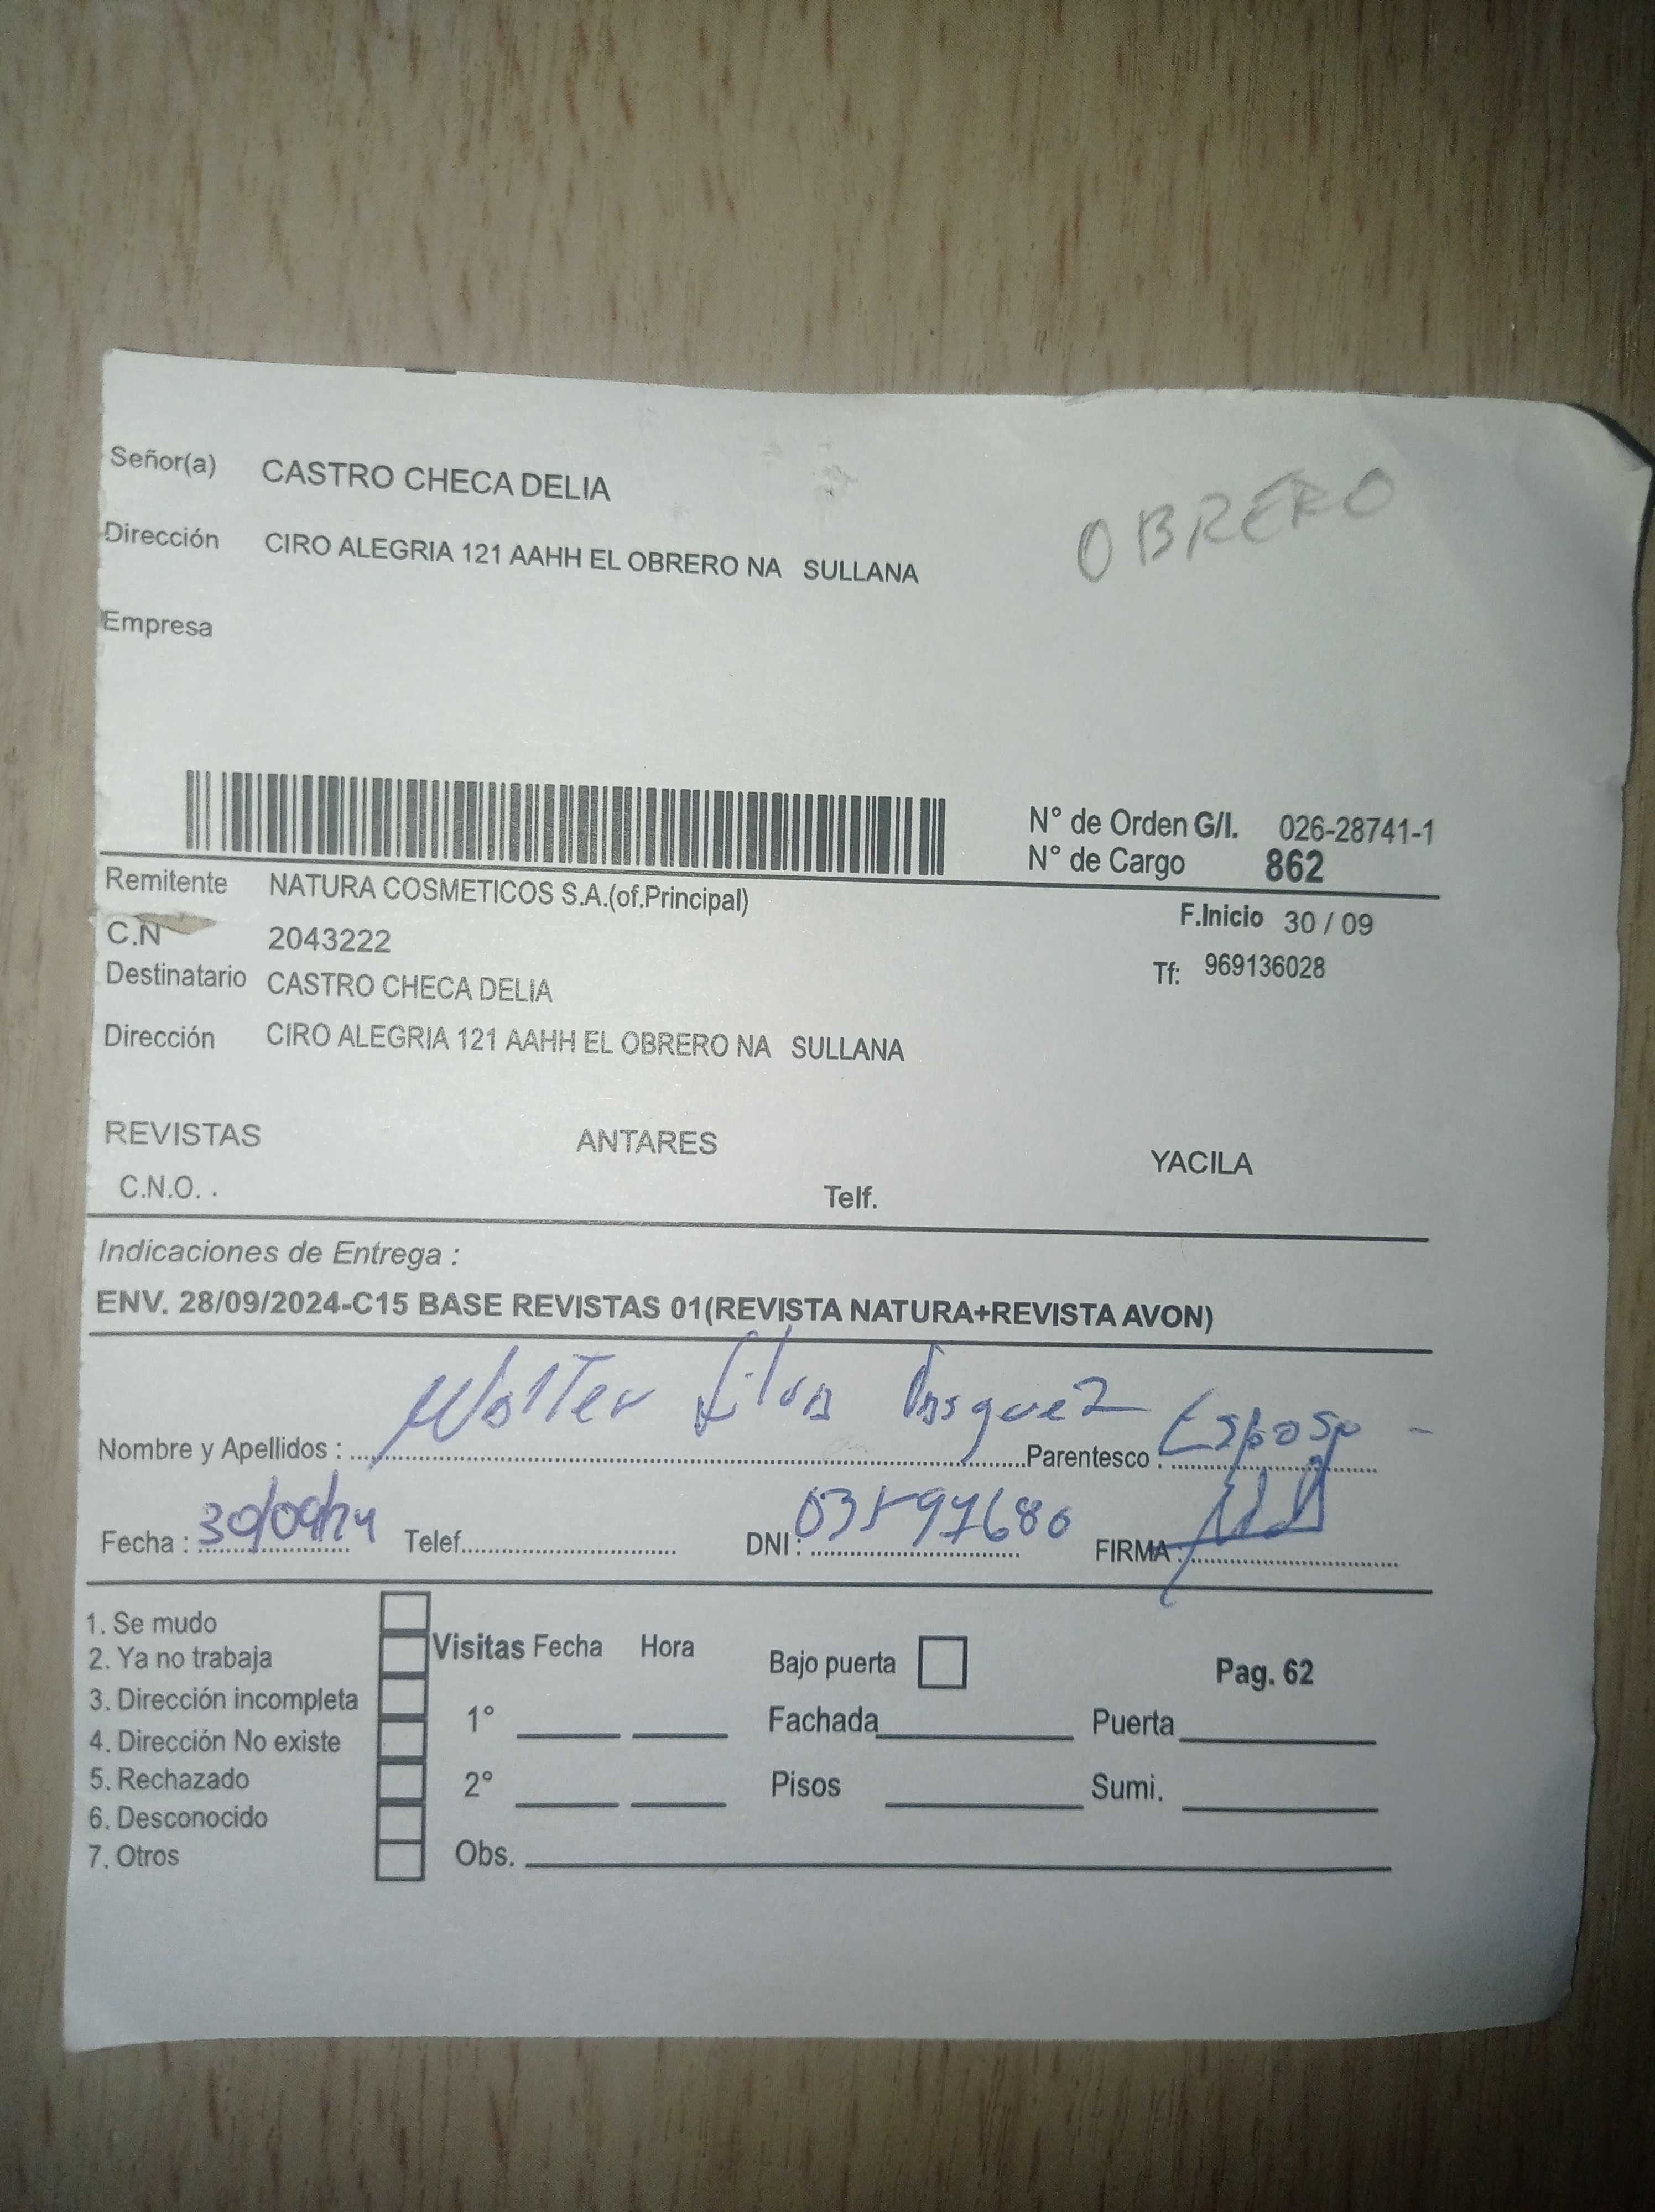 Señor(a) CASTRO CHECA DELIA
OBRERO
Dirección CIRO ALEGRIA 121 AAHH EL OBRERO NA SULLANA
Empresa
N° de Orden G/I. 026-28741-1
N° de Cargo 862
Remitente NATURA COSMETICOS S.A.(of.Principal)
F.Inicio 30 / 09
C.N 2043222
Tf: 969136028
Destinatario CASTRO CHECA DELIA
Dirección CIRO ALEGRIA 121 AAHH EL OBRERO NA SULLANA
REVISTAS ANTARES YACILA
C.N.O. . Telf.
Indicaciones de Entrega :
ENV. 28/09/2024-C15 BASE REVISTAS 01(REVISTA NATURA+REVISTA AVON)
Nombre y Apellidos : Walter Parentesco : Esposo -
Fecha : 30/09/24 Telef. DNI : FIRMA :
1. Se mudo
2. Ya no trabaja
3. Dirección incompleta
4. Dirección No existe
5. Rechazado
6. Desconocido
7. Otros
Visitas Fecha Hora
1°
2°
Obs.
Bajo puerta
Fachada
Pisos
Pag. 62
Puerta
Sumi.